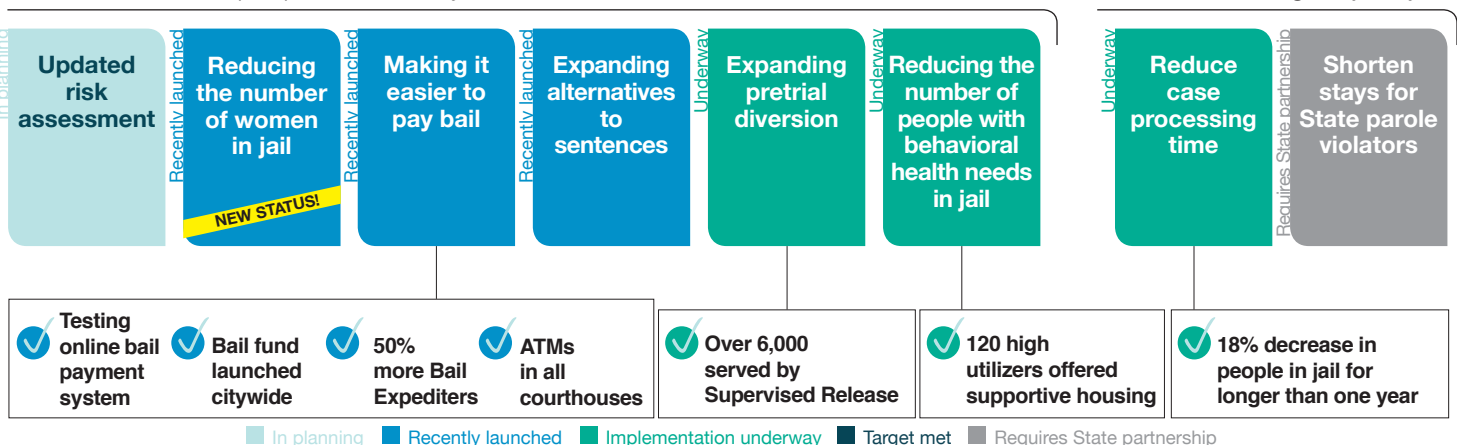 In planning
Updated
risk
assessment
Recently launched
Reducing
the number
of women
in jail
NEW STATUS!
Recently launched
Making it
easier to
pay bail
Recently launched
Expanding
alternatives
to
sentences
Underway
Expanding
pretrial
diversion
Underway
Reducing the
number of
people with
behavioral
health needs
in jail
Underway
Reduce
case
processing
time
Requires State partnership
Shorten
stays for
State parole
violators
Testing
online bail
payment
system
Bail fund
launched
citywide
50%
more Bail
Expediters
ATMs
in all
courthouses
Over 6,000
served by
Supervised Release
120 high
utilizers offered
supportive housing
18% decrease in
people in jail for
longer than one year
In planning
Recently launched
Implementation underway
Target met
Requires State partnership